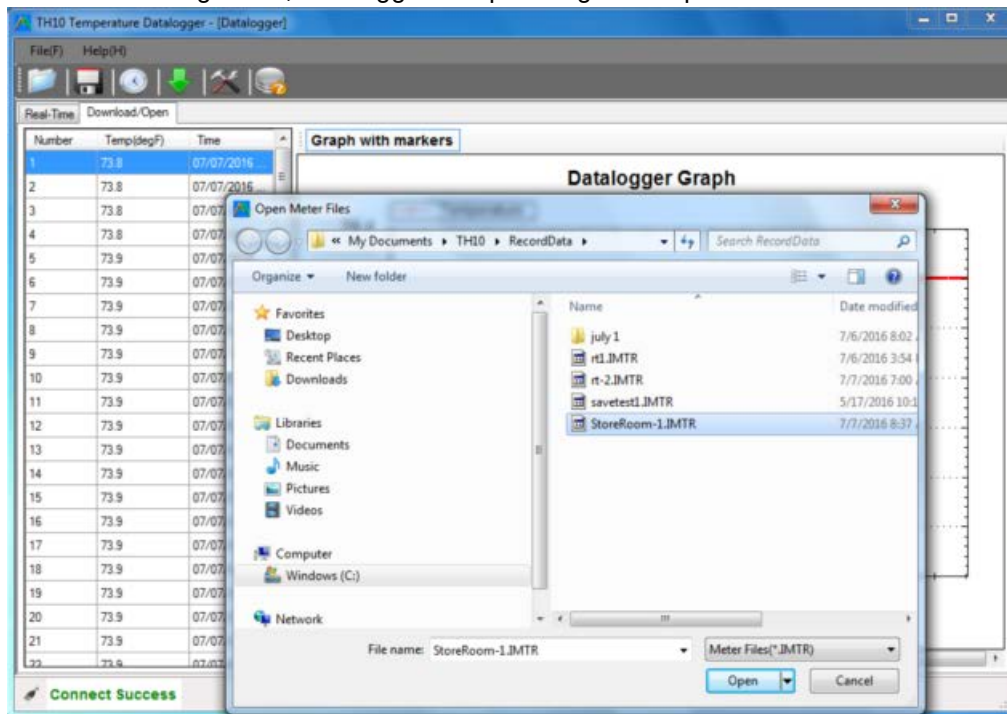 TH10 Temperature Datalogger - [Datalogger]
File(F) Help(H)
Real-Time Download/Open
Number Temp(degF) Time
1 73.8 07/07/2016 ...
2 73.8 07/07/2016 ...
3 73.8 07/07
4 73.8 07/07
5 73.9 07/07
6 73.9 07/07
7 73.9 07/07
8 73.9 07/07
9 73.9 07/07
10 73.9 07/07
11 73.9 07/07
12 73.9 07/07
13 73.9 07/07
14 73.9 07/07
15 73.9 07/07
16 73.9 07/07
17 73.9 07/07
18 73.9 07/07
19 73.9 07/07
20 73.9 07/07
21 73.9 07/07
22 73.9 07/07
Graph with markers
Datalogger Graph
Open Meter Files
« My Documents ▸ TH10 ▸ RecordData ▸
Search RecordData
Organize New folder
Favorites
Desktop
Recent Places
Downloads
Libraries
Documents
Music
Pictures
Videos
Computer
Windows (C:)
Network
Name Date modified
july 1 7/6/2016 8:02
rt1.IMTR 7/6/2016 3:54
rt-2.IMTR 7/7/2016 7:00
savetest1.IMTR 5/17/2016 10:1
StoreRoom-1.IMTR 7/7/2016 8:37
File name: StoreRoom-1.IMTR Meter Files(*.IMTR)
Open Cancel
Connect Success